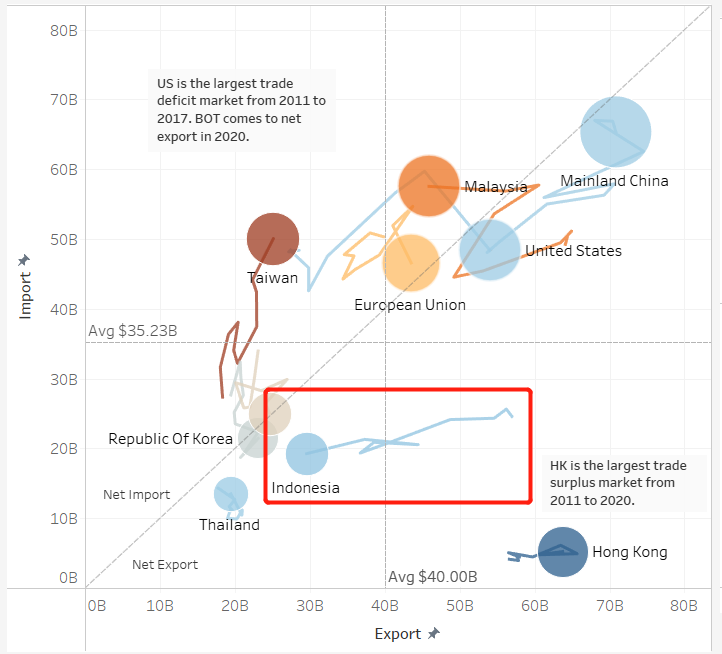 80B
70B
60B
50B
40B
30B
20B
10B
0B
Import
US is the largest trade
deficit market from 2011 to
2017. BOT comes to net
export in 2020.
Malaysia
Mainland China
United States
Taiwan
European Union
Avg $35.23B
Republic Of Korea
Indonesia
Net Import
Thailand
HK is the largest trade
surplus market from
2011 to 2020.
Net Export
Hong Kong
Avg $40.00B
0B 10B 20B 30B 40B 50B 60B 70B 80B
Export